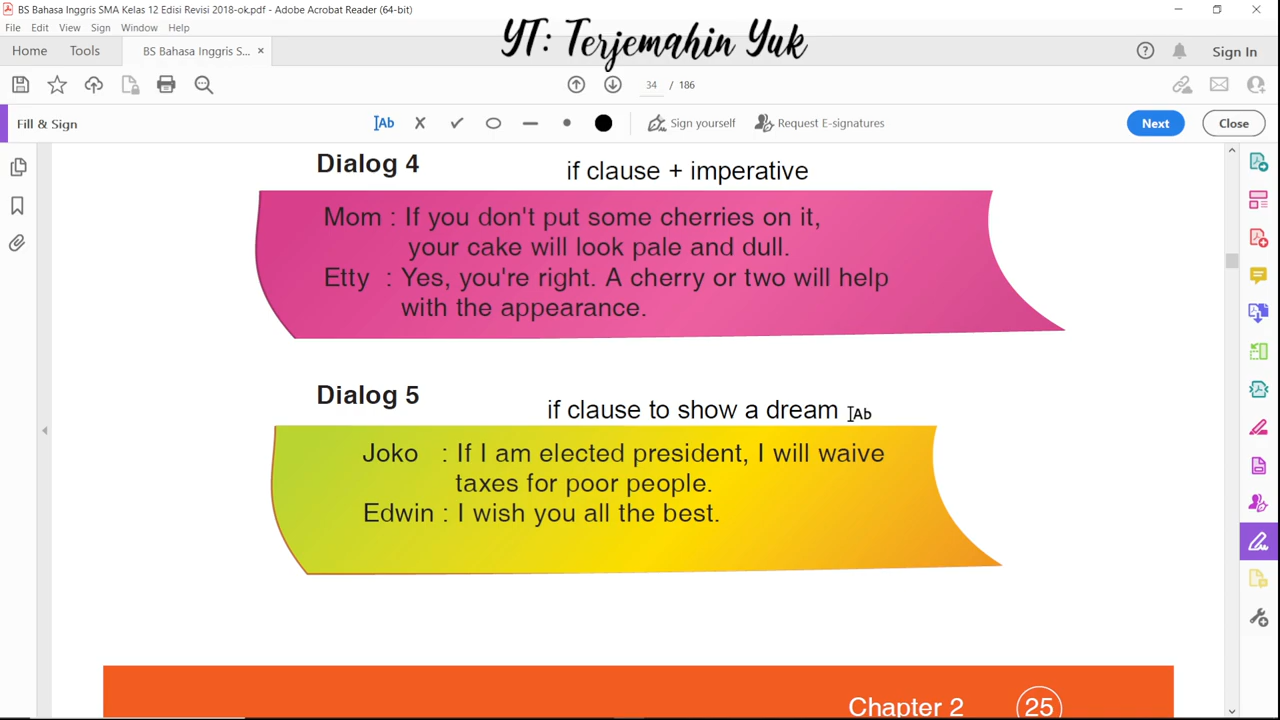 BS Bahasa Inggris SMA Kelas 12 Edisi Revisi 2018-ok.pdf - Adobe Acrobat Reader (64-bit)
File Edit View Sign Window Help
YT: Terjemahin Yuk
Home Tools BS Bahasa Inggris S... × Sign In
34 / 186
Fill & Sign Ab Sign yourself Request E-signatures Next Close
Dialog 4 if clause + imperative
Mom : If you don't put some cherries on it,
your cake will look pale and dull.
Etty : Yes, you're right. A cherry or two will help
with the appearance.
Dialog 5 if clause to show a dream Ab
Joko : If I am elected president, I will waive
taxes for poor people.
Edwin : I wish you all the best.
Chapter 2 25